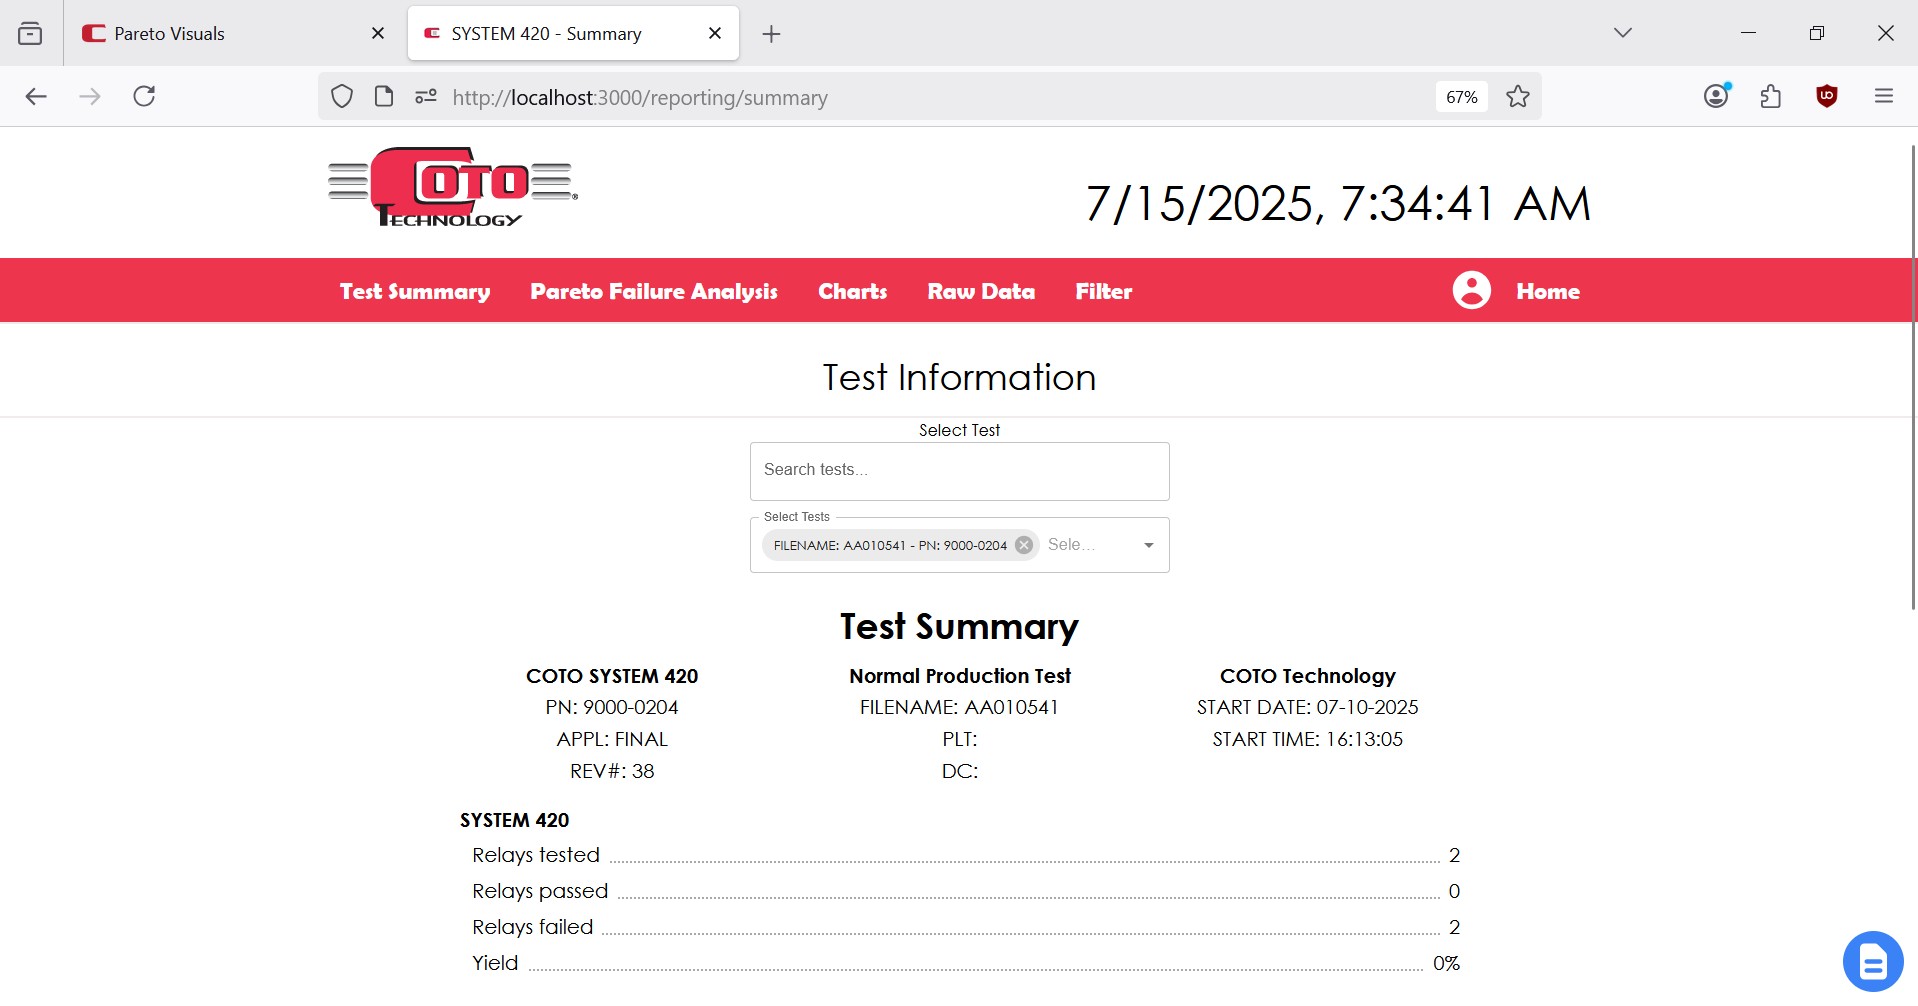 Pareto Visuals
SYSTEM 420 - Summary
http://localhost:3000/reporting/summary
67%
COTO
TECHNOLOGY
®
7/15/2025, 7:34:41 AM
Test Summary
Pareto Failure Analysis
Charts
Raw Data
Filter
Home
Test Information
Select Test
Search tests...
Select Tests
FILENAME: AA010541 - PN: 9000-0204
Sele...
Test Summary
COTO SYSTEM 420
PN: 9000-0204
APPL: FINAL
REV#: 38
Normal Production Test
FILENAME: AA010541
PLT:
DC:
COTO Technology
START DATE: 07-10-2025
START TIME: 16:13:05
SYSTEM 420
Relays tested 2
Relays passed 0
Relays failed 2
Yield 0%